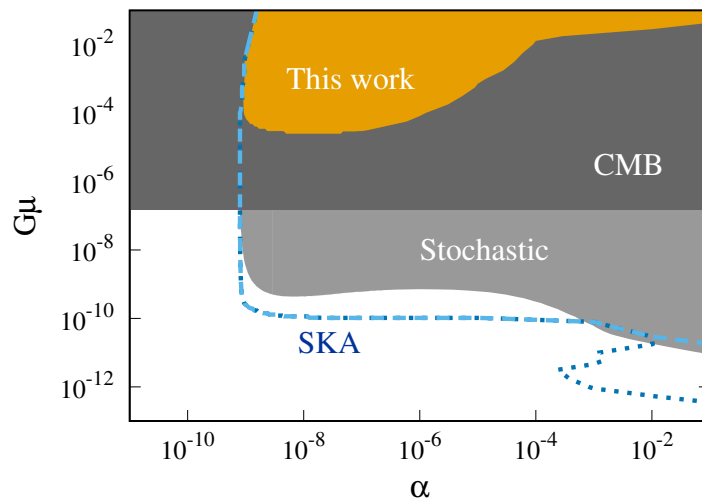 10⁻²
This work
10⁻⁴
CMB
10⁻⁶
Gμ
10⁻⁸
Stochastic
10⁻¹⁰
SKA
10⁻¹²
10⁻¹⁰ 10⁻⁸ 10⁻⁶ 10⁻⁴ 10⁻²
α